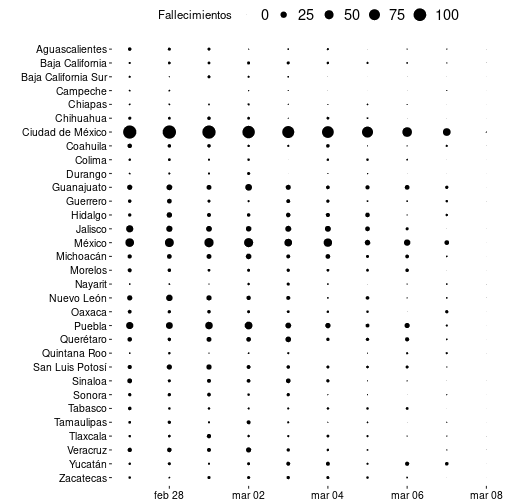 Fallecimientos 0 25 50 75 100
Aguascalientes
Baja California
Baja California Sur
Campeche
Chiapas
Chihuahua
Ciudad de México
Coahuila
Colima
Durango
Guanajuato
Guerrero
Hidalgo
Jalisco
México
Michoacán
Morelos
Nayarit
Nuevo León
Oaxaca
Puebla
Querétaro
Quintana Roo
San Luis Potosí
Sinaloa
Sonora
Tabasco
Tamaulipas
Tlaxcala
Veracruz
Yucatán
Zacatecas
feb 28 mar 02 mar 04 mar 06 mar 08